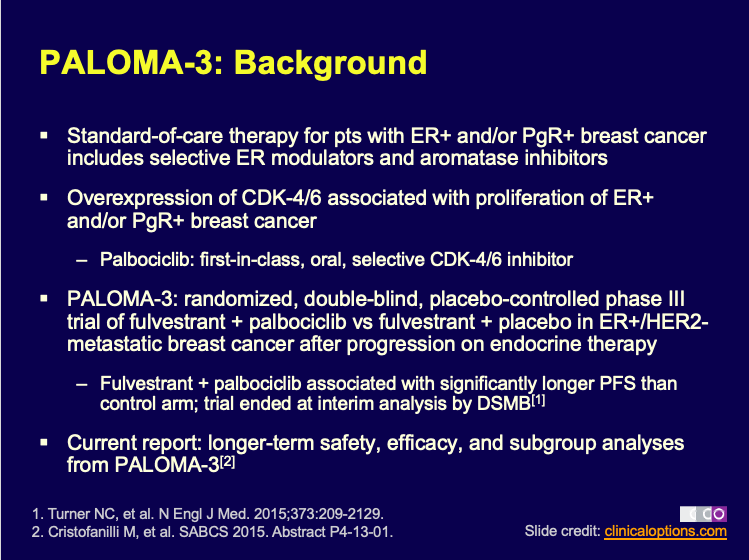 PALOMA-3: Background
▪ Standard-of-care therapy for pts with ER+ and/or PgR+ breast cancer
includes selective ER modulators and aromatase inhibitors
▪ Overexpression of CDK-4/6 associated with proliferation of ER+
and/or PgR+ breast cancer
– Palbociclib: first-in-class, oral, selective CDK-4/6 inhibitor
▪ PALOMA-3: randomized, double-blind, placebo-controlled phase III
trial of fulvestrant + palbociclib vs fulvestrant + placebo in ER+/HER2-
metastatic breast cancer after progression on endocrine therapy
– Fulvestrant + palbociclib associated with significantly longer PFS than
control arm; trial ended at interim analysis by DSMB[1]
▪ Current report: longer-term safety, efficacy, and subgroup analyses
from PALOMA-3[2]
1. Turner NC, et al. N Engl J Med. 2015;373:209-2129.
2. Cristofanilli M, et al. SABCS 2015. Abstract P4-13-01.
CCO
Slide credit: clinicaloptions.com